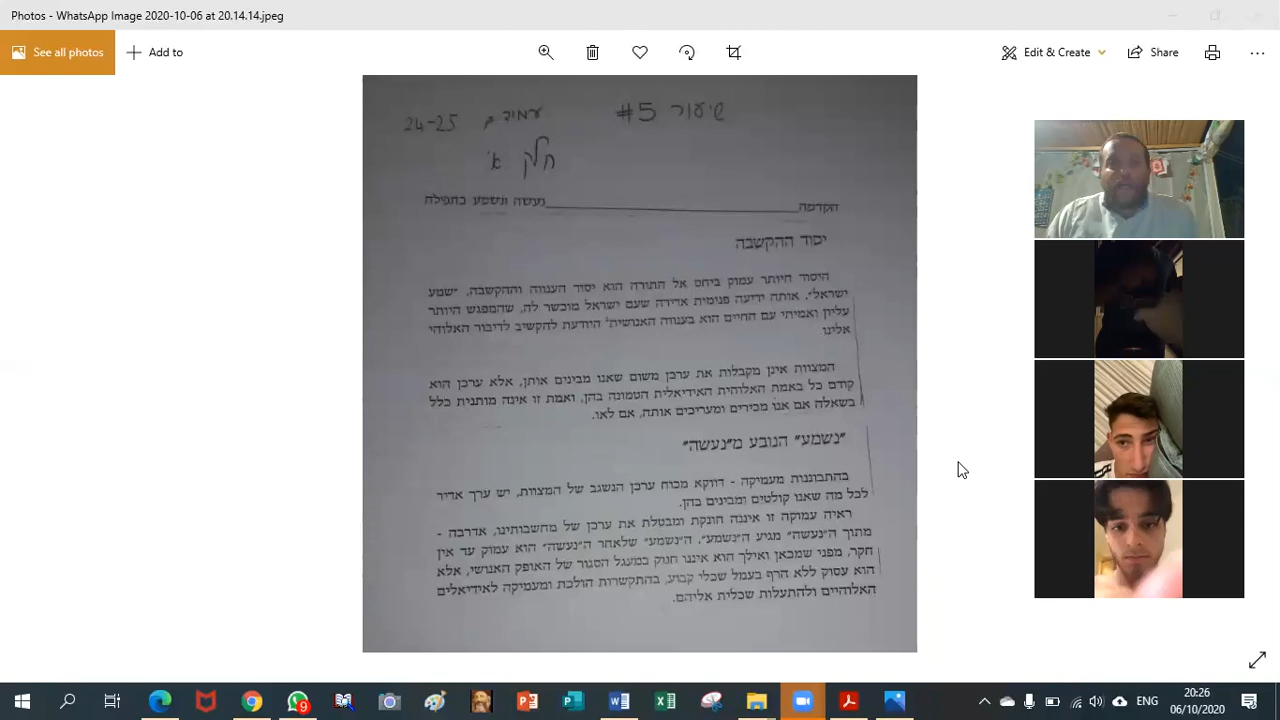 Photos - WhatsApp Image 2020-10-06 at 20.14.14.jpeg
See all photos
Add to
Edit & Create
Share
שיעור #5 עמודים 24-25
חלק א'
הקדמה נעשה ונשמע בתפילה
יסוד ההקשבה
היסוד היותר עמוק ביחס אל התורה הוא יסוד הענווה וההקשבה, "שמע
ישראל". אותה ידיעה פנימית אדירה שעם ישראל מוכשר לה, שהמפגש היותר
עליון ואמיתי עם החיים הוא בענווה האנושית היודעת להקשיב לדיבור האלוהי
אלינו
המצוות אינן מקבלות את ערכן משום שאנו מבינים אותן, אלא ערכן הוא
קודם כל באמת האלוהית האידיאלית הטמונה בהן, ואמת זו אינה מותנית כלל
בשאלה אם אנו מכירים ומעריכים אותה, אם לאו.
"נשמע" הנובע מ"נעשה"
בהתבוננות מעמיקה - דווקא מכוח ערכן הנשגב של המצוות, יש ערך אדיר
לכל מה שאנו קולטים ומבינים בהן.
ראיה עמוקה זו איננה חונקת ומבטלת את ערכן של מחשבותינו, אדרבה -
מתוך ה"נעשה" מגיע ה"נשמע". ה"נשמע" שלאחר ה"נעשה" הוא עמוק עד אין
חקר, מפני שמכאן ואילך הוא איננו חנוק במעגל הסגור של האופק האנושי, אלא
הוא עסוק ללא הרף בעמל שכלי קבוע, בהתקשרות הולכת ומעמיקה לאידיאלים
האלוהיים ולהתעלות שכלית אליהם.
9
ENG
20:26
06/10/2020